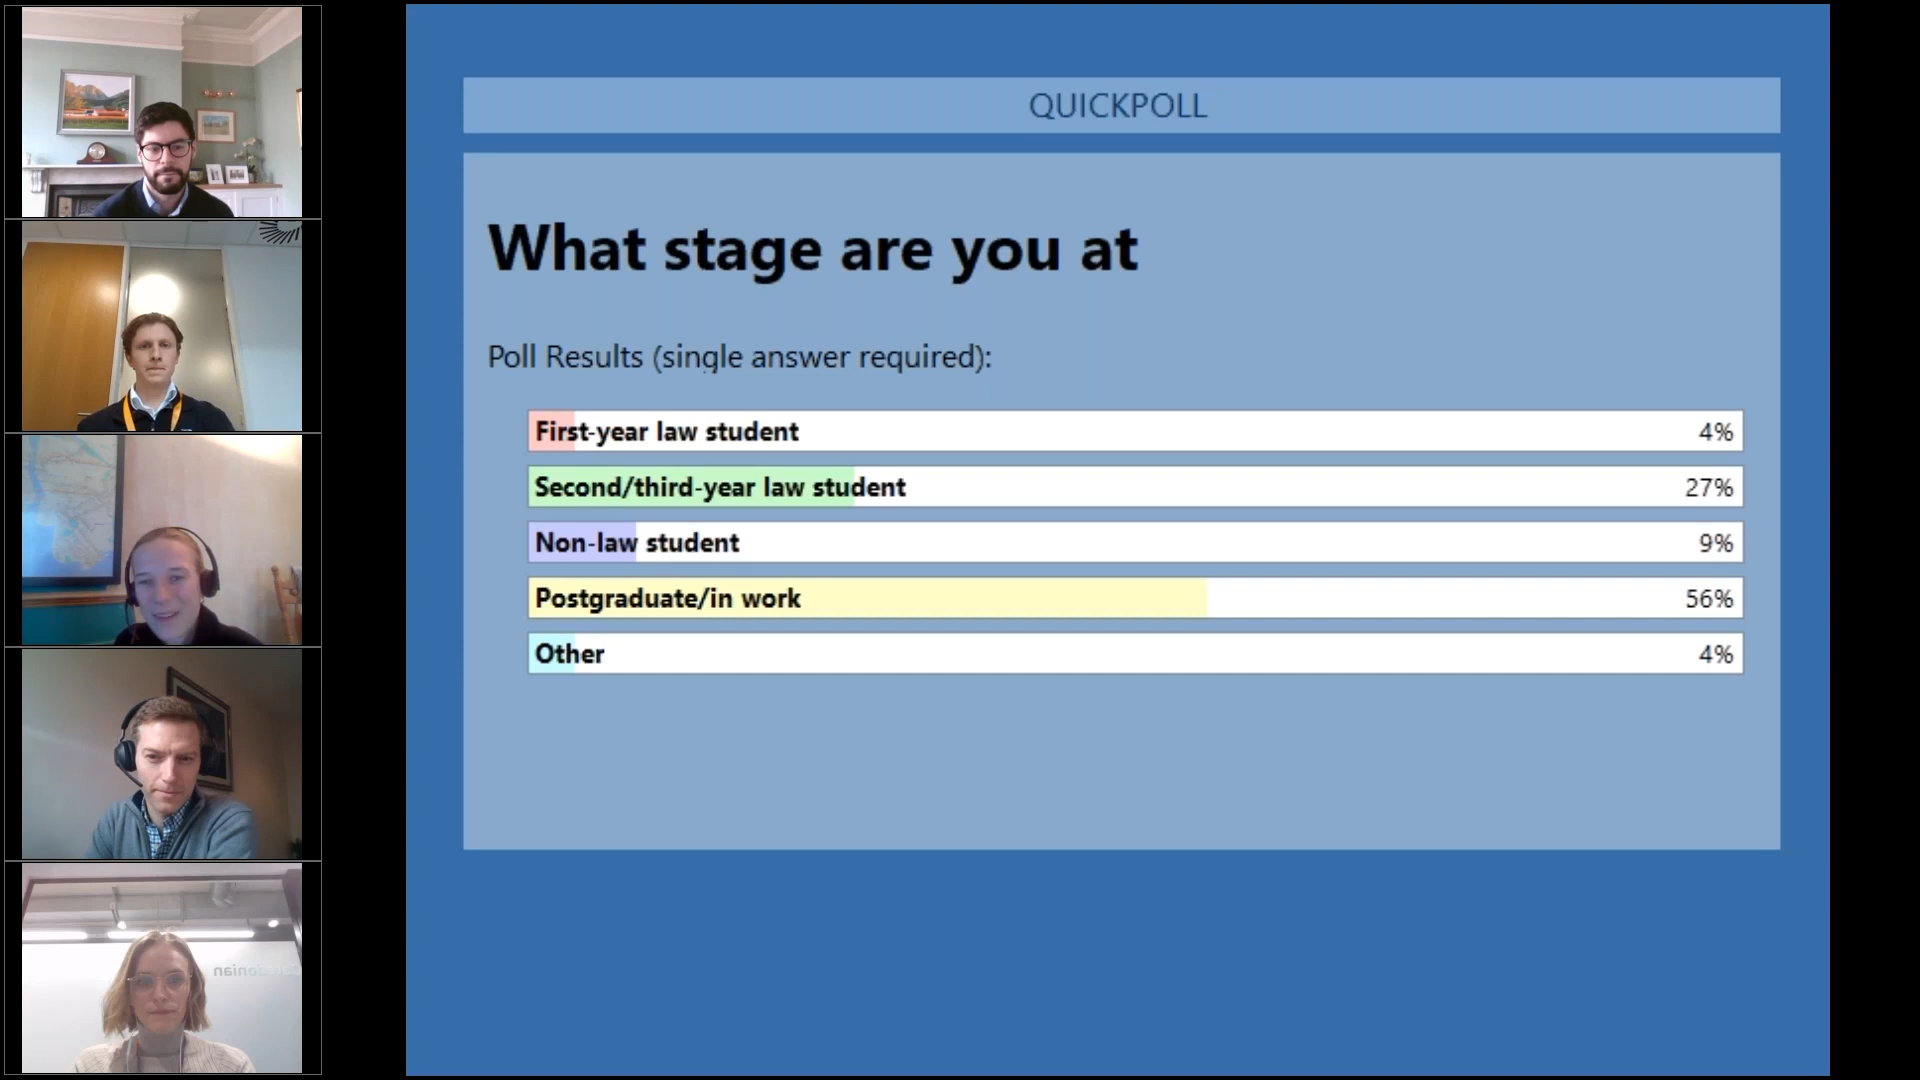 QUICKPOLL
What stage are you at
Poll Results (single answer required):
First-year law student 4%
Second/third-year law student 27%
Non-law student 9%
Postgraduate/in work 56%
Other 4%